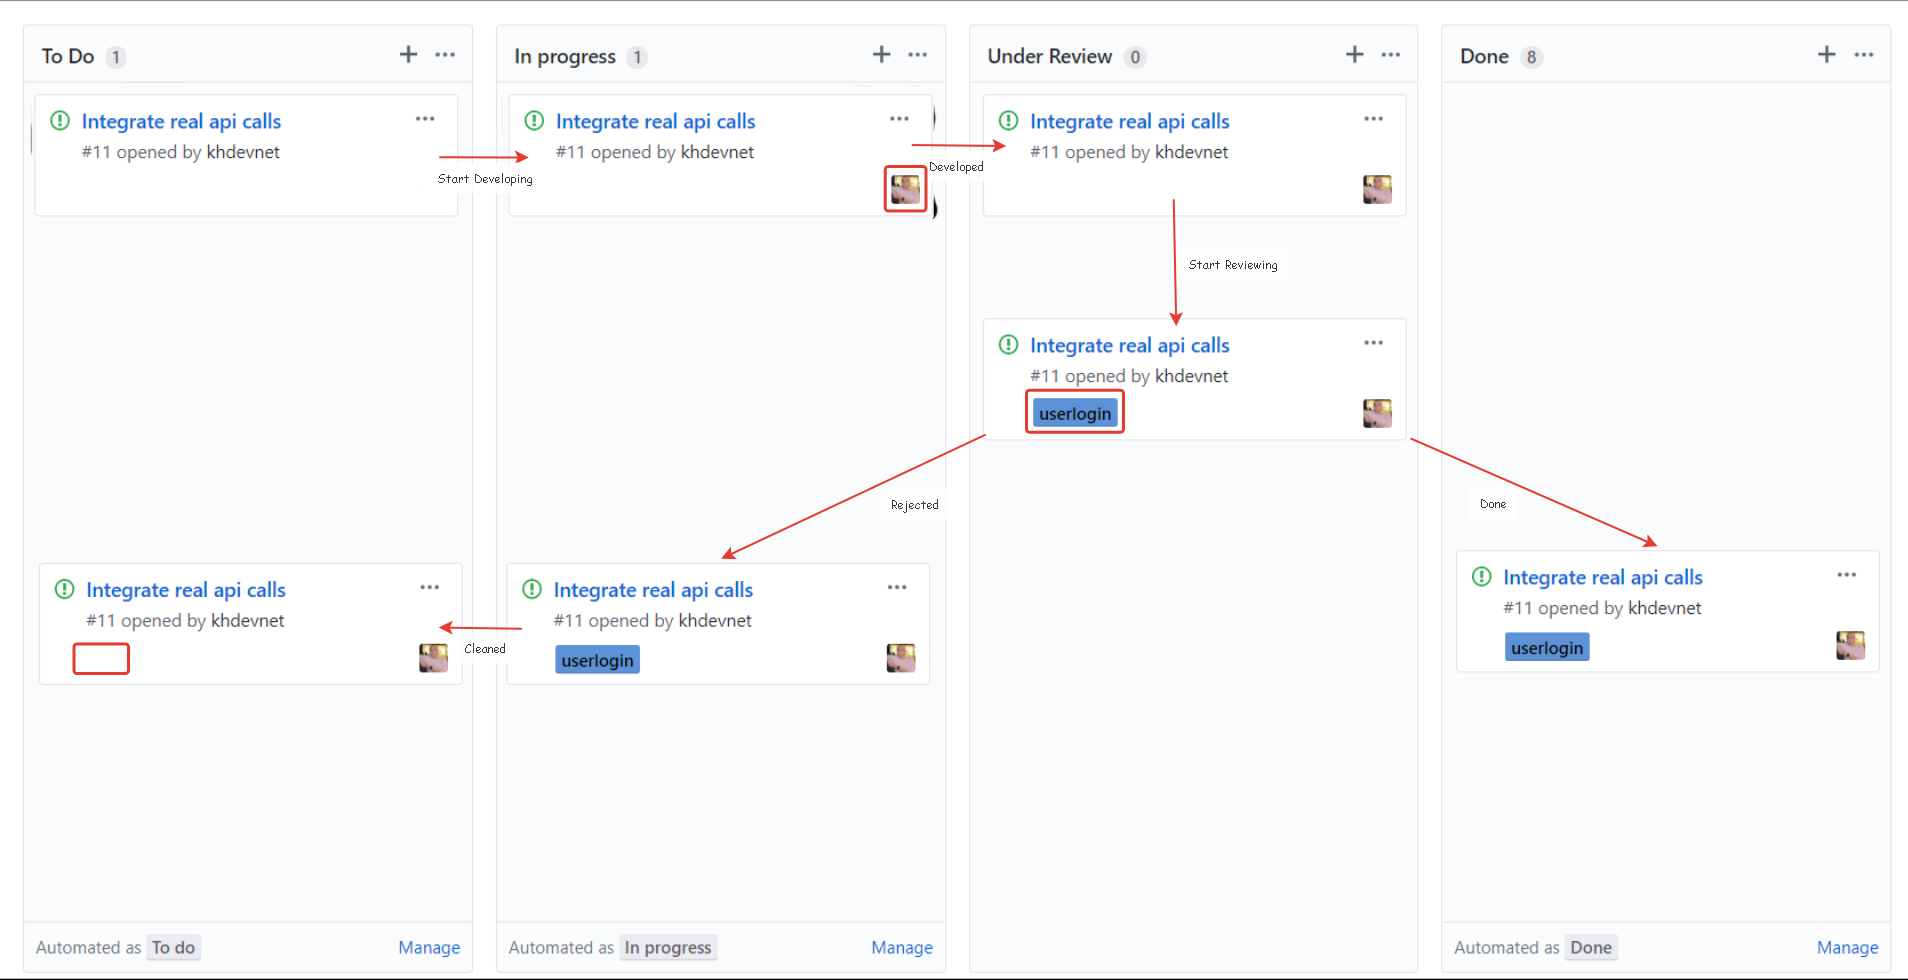 To Do 1
Integrate real api calls
#11 opened by khdevnet
Start Developing
Integrate real api calls
#11 opened by khdevnet
Cleaned
Automated as To do Manage
In progress 1
Integrate real api calls
#11 opened by khdevnet
Developed
Rejected
Integrate real api calls
#11 opened by khdevnet
userlogin
Automated as In progress Manage
Under Review 0
Integrate real api calls
#11 opened by khdevnet
Start Reviewing
Integrate real api calls
#11 opened by khdevnet
userlogin
Done 8
Done
Integrate real api calls
#11 opened by khdevnet
userlogin
Automated as Done Manage